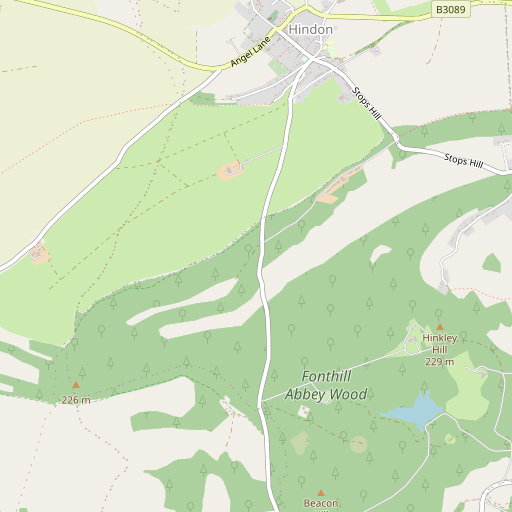 B3089
Hindon
Angel Lane
Stops Hill
Stops Hill
Hinkley
Hill
229 m
Fonthill
Abbey Wood
226 m
Beacon